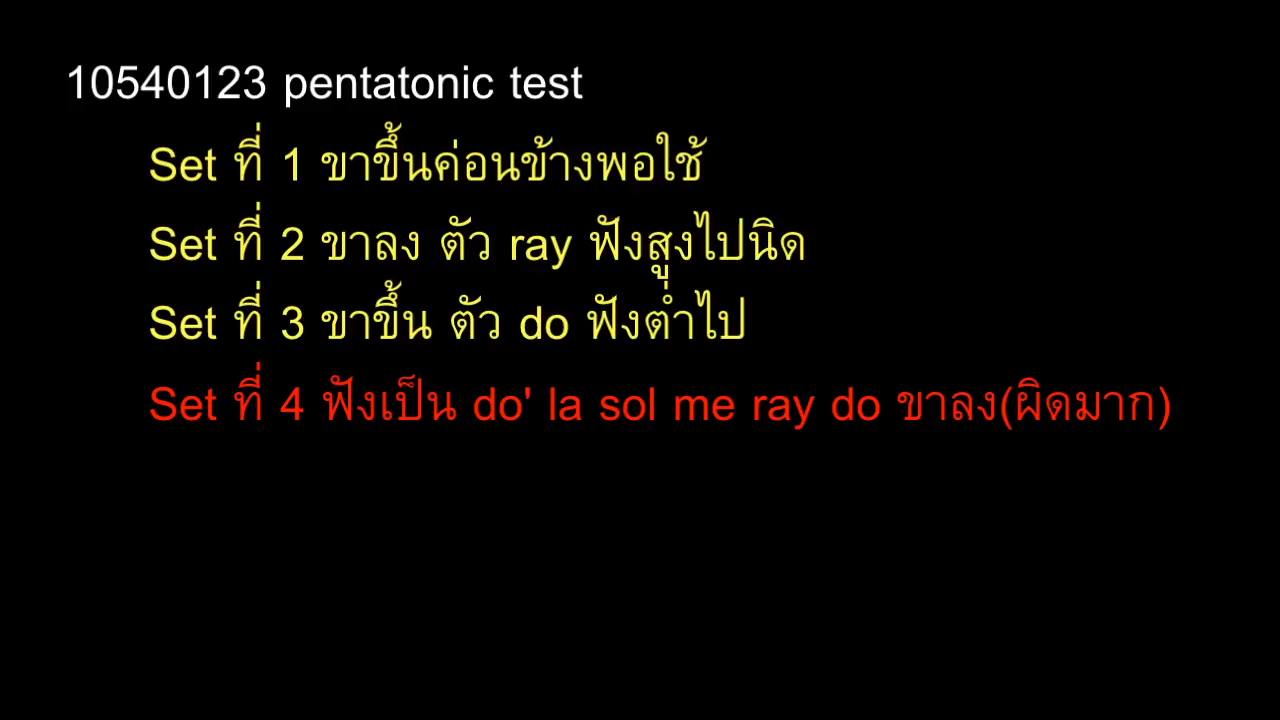 10540123 pentatonic test
Set ที่ 1 ขาขึ้นค่อนข้างพอใช้
Set ที่ 2 ขาลง ตัว ray ฟังสูงไปนิด
Set ที่ 3 ขาขึ้น ตัว do ฟังต่ำไป
Set ที่ 4 ฟังเป็น do' la sol me ray do ขาลง(ผิดมาก)